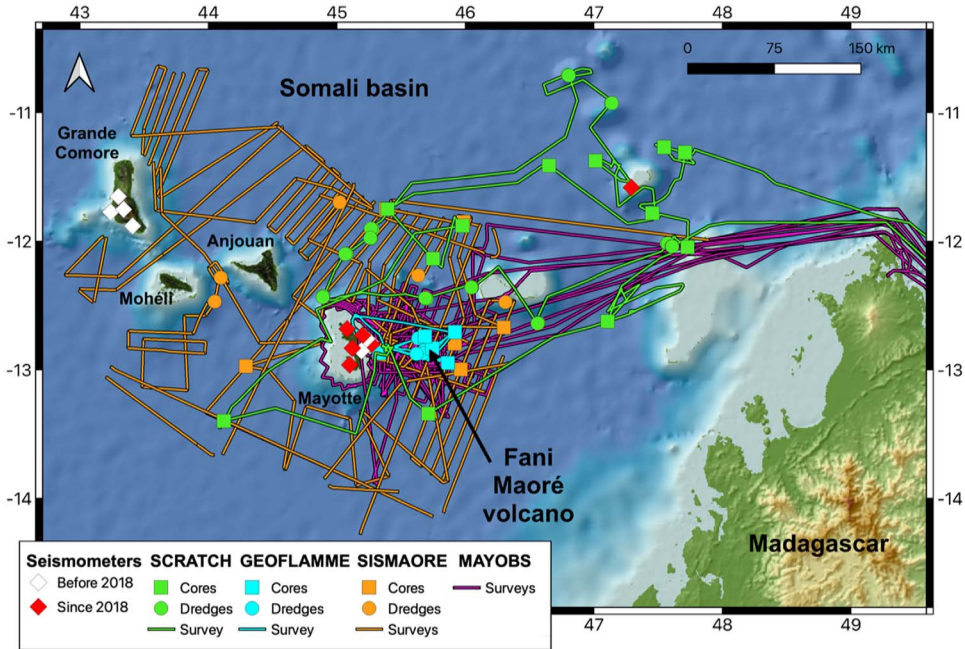 43 44 45 46 47 48 49
0 75 150 km
Somali basin
-11 -11
Grande
Comore
-12 -12
Anjouan
Mohéli
-13 -13
Mayotte
Fani
Maoré
volcano
-14 -14
Madagascar
Seismometers SCRATCH GEOFLAMME SISMAORE MAYOBS
Before 2018 Cores Cores Cores Surveys
Since 2018 Dredges Dredges Dredges
Survey Survey Surveys
47 48 49